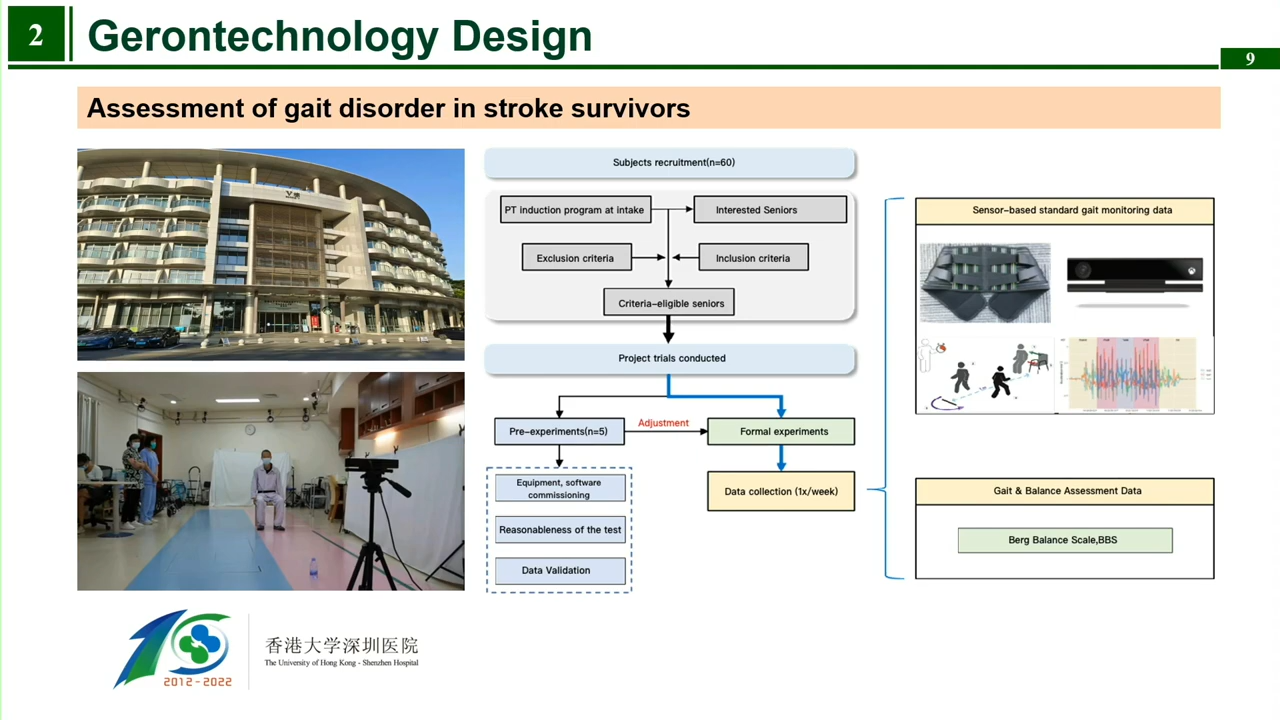 2
Gerontechnology Design
9
Assessment of gait disorder in stroke survivors
Subjects recruitment(n=60)
PT induction program at intake
Interested Seniors
Exclusion criteria
Inclusion criteria
Criteria-eligible seniors
Project trials conducted
Pre-experiments(n=5)
Adjustment
Formal experiments
Equipment, software
commissioning
Reasonableness of the test
Data Validation
Data collection (1x/week)
Sensor-based standard gait monitoring data
Gait & Balance Assessment Data
Berg Balance Scale,BBS
2012-2022
香港大学深圳医院
The University of Hong Kong - Shenzhen Hospital